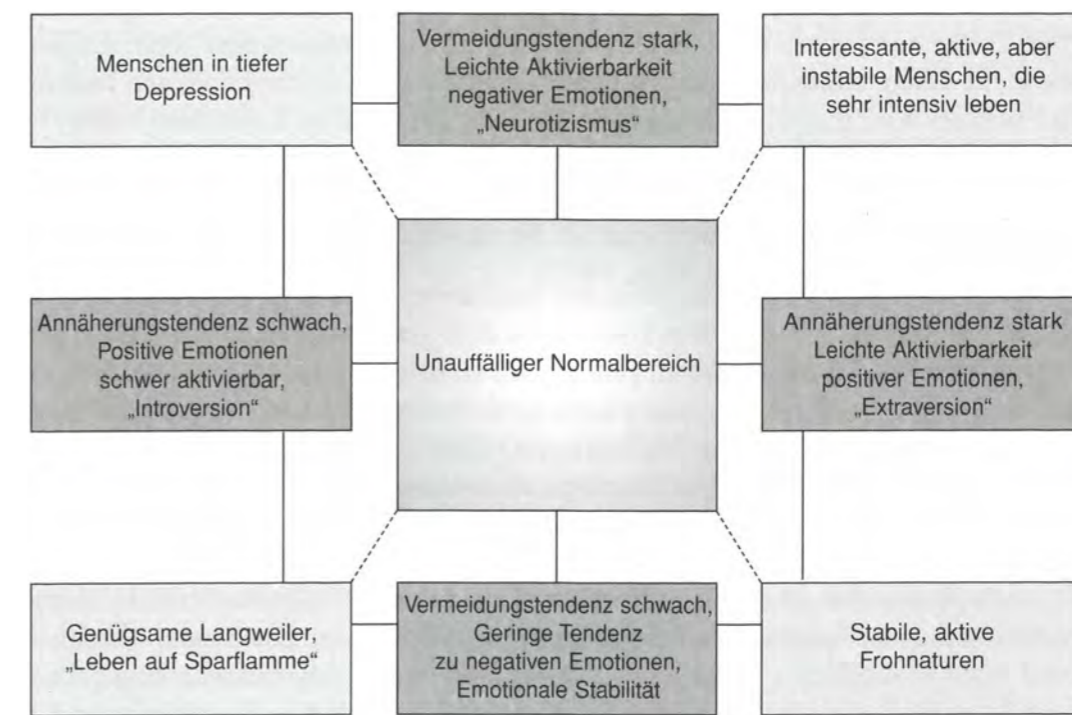 Menschen in tiefer
Depression
Vermeidungstendenz stark,
Leichte Aktivierbarkeit
negativer Emotionen,
„Neurotizismus“
Interessante, aktive, aber
instabile Menschen, die
sehr intensiv leben
Annäherungstendenz schwach,
Positive Emotionen
schwer aktivierbar,
„Introversion“
Unauffälliger Normalbereich
Annäherungstendenz stark
Leichte Aktivierbarkeit
positiver Emotionen,
„Extraversion“
Genügsame Langweiler,
„Leben auf Sparflamme“
Vermeidungstendenz schwach,
Geringe Tendenz
zu negativen Emotionen,
Emotionale Stabilität
Stabile, aktive
Frohnaturen